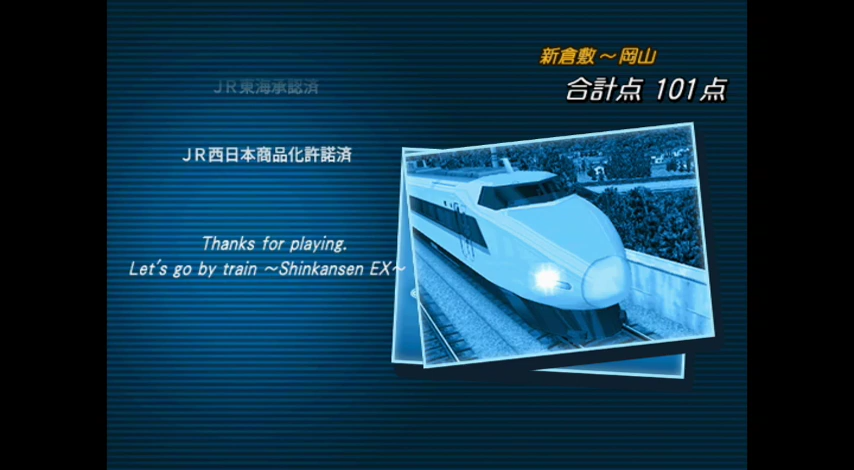 新倉敷～岡山
合計点 101点
JR東海承認済
JR西日本商品化許諾済
Thanks for playing.
Let's go by train ～Shinkansen EX～